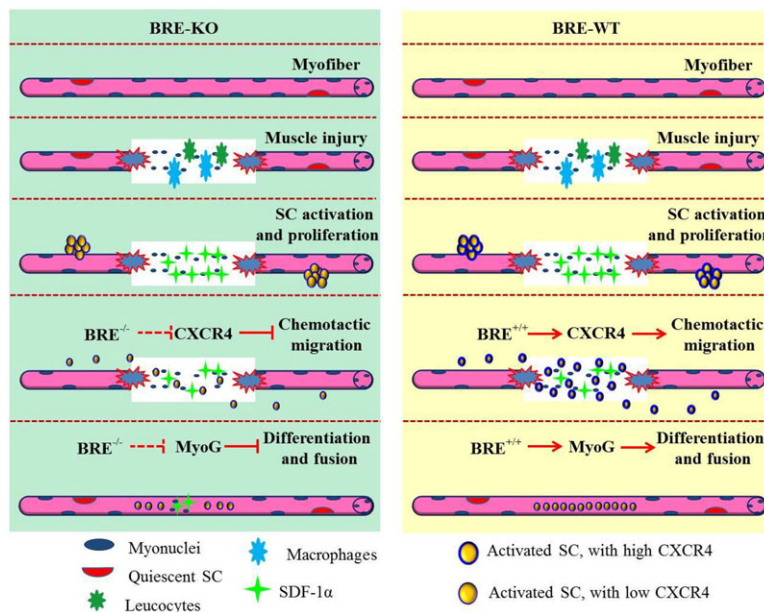 BRE-KO
Myofiber
Muscle injury
SC activation
and proliferation
BRE-/- CXCR4 Chemotactic
migration
BRE-/- MyoG Differentiation
and fusion
BRE-WT
Myofiber
Muscle injury
SC activation
and proliferation
BRE+/+ CXCR4 Chemotactic
migration
BRE+/+ MyoG Differentiation
and fusion
Myonuclei
Quiescent SC
Leucocytes
Macrophages
SDF-1α
Activated SC, with high CXCR4
Activated SC, with low CXCR4